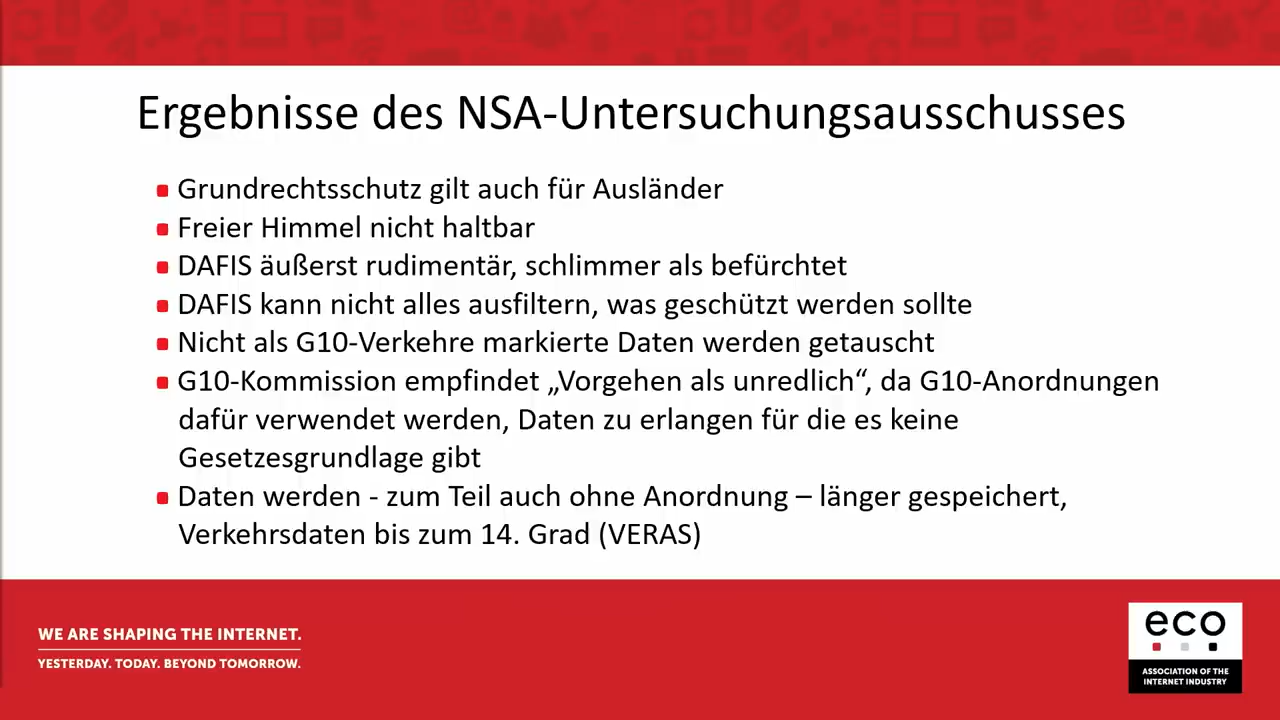 Ergebnisse des NSA-Untersuchungsausschusses
Grundrechtsschutz gilt auch für Ausländer
Freier Himmel nicht haltbar
DAFIS äußerst rudimentär, schlimmer als befürchtet
DAFIS kann nicht alles ausfiltern, was geschützt werden sollte
Nicht als G10-Verkehre markierte Daten werden getauscht
G10-Kommission empfindet „Vorgehen als unredlich“, da G10-Anordnungen
dafür verwendet werden, Daten zu erlangen für die es keine
Gesetzesgrundlage gibt
Daten werden - zum Teil auch ohne Anordnung – länger gespeichert,
Verkehrsdaten bis zum 14. Grad (VERAS)
WE ARE SHAPING THE INTERNET.
YESTERDAY. TODAY. BEYOND TOMORROW.
eco
ASSOCIATION OF THE
INTERNET INDUSTRY